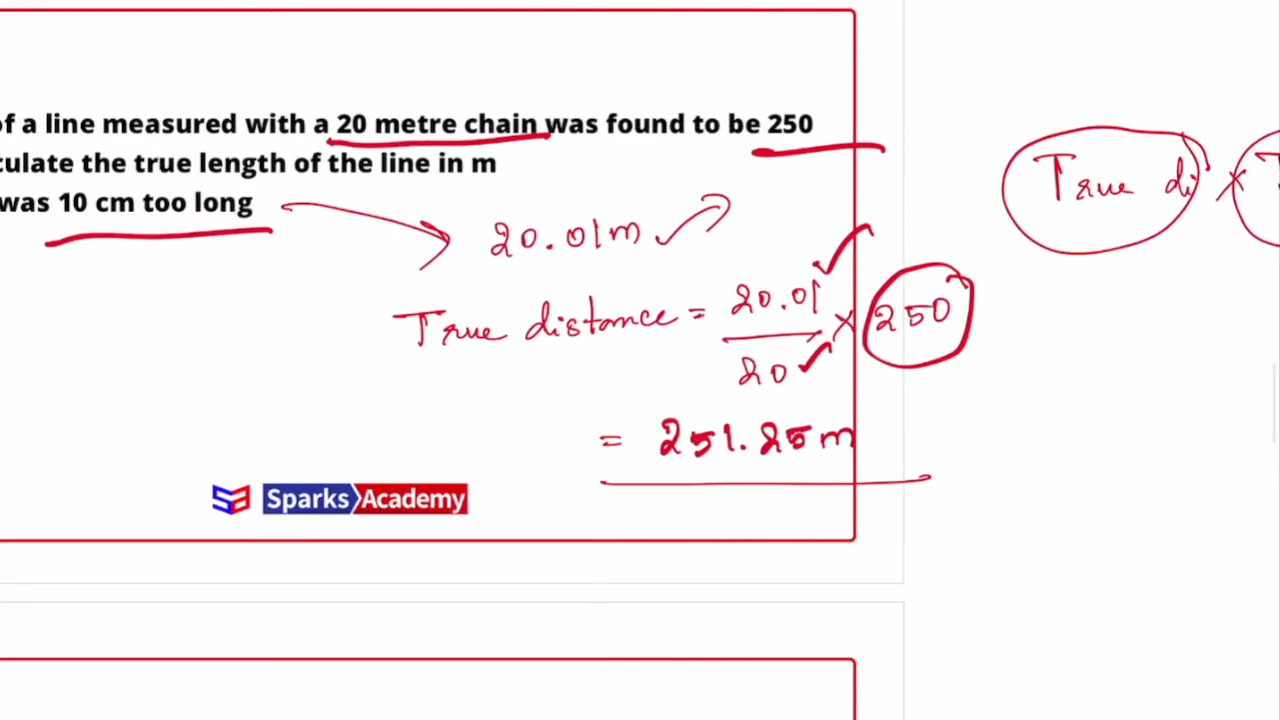 of a line measured with a 20 metre chain was found to be 250
culate the true length of the line in m
was 10 cm too long
20.01m
True di ×
True distance = 20.01 / 20 × 250
= 251.25m
Sparks Academy